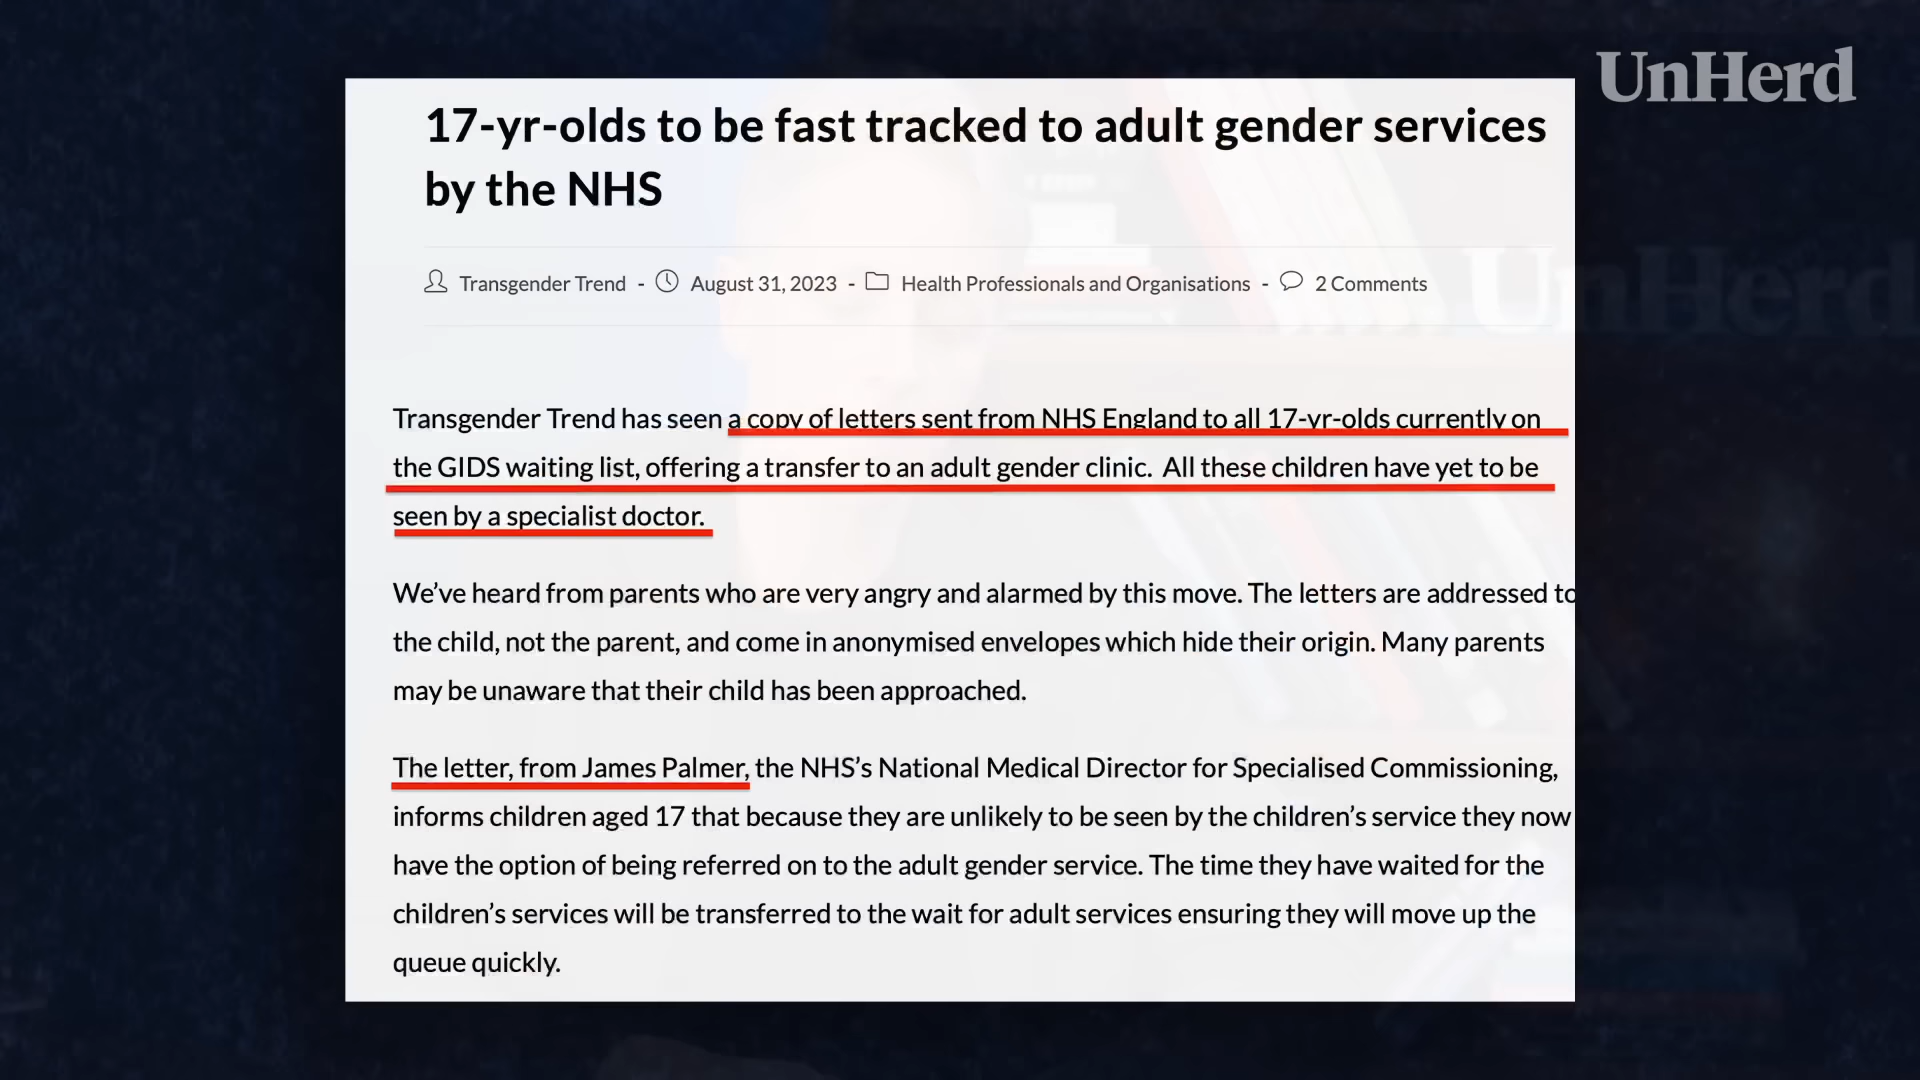 UnHerd
17-yr-olds to be fast tracked to adult gender services
by the NHS
Transgender Trend - August 31, 2023 - Health Professionals and Organisations - 2 Comments
UnHerd
Transgender Trend has seen a copy of letters sent from NHS England to all 17-yr-olds currently on
the GIDS waiting list, offering a transfer to an adult gender clinic. All these children have yet to be
seen by a specialist doctor.
We’ve heard from parents who are very angry and alarmed by this move. The letters are addressed to
the child, not the parent, and come in anonymised envelopes which hide their origin. Many parents
may be unaware that their child has been approached.
The letter, from James Palmer, the NHS’s National Medical Director for Specialised Commissioning,
informs children aged 17 that because they are unlikely to be seen by the children’s service they now
have the option of being referred on to the adult gender service. The time they have waited for the
children’s services will be transferred to the wait for adult services ensuring they will move up the
queue quickly.